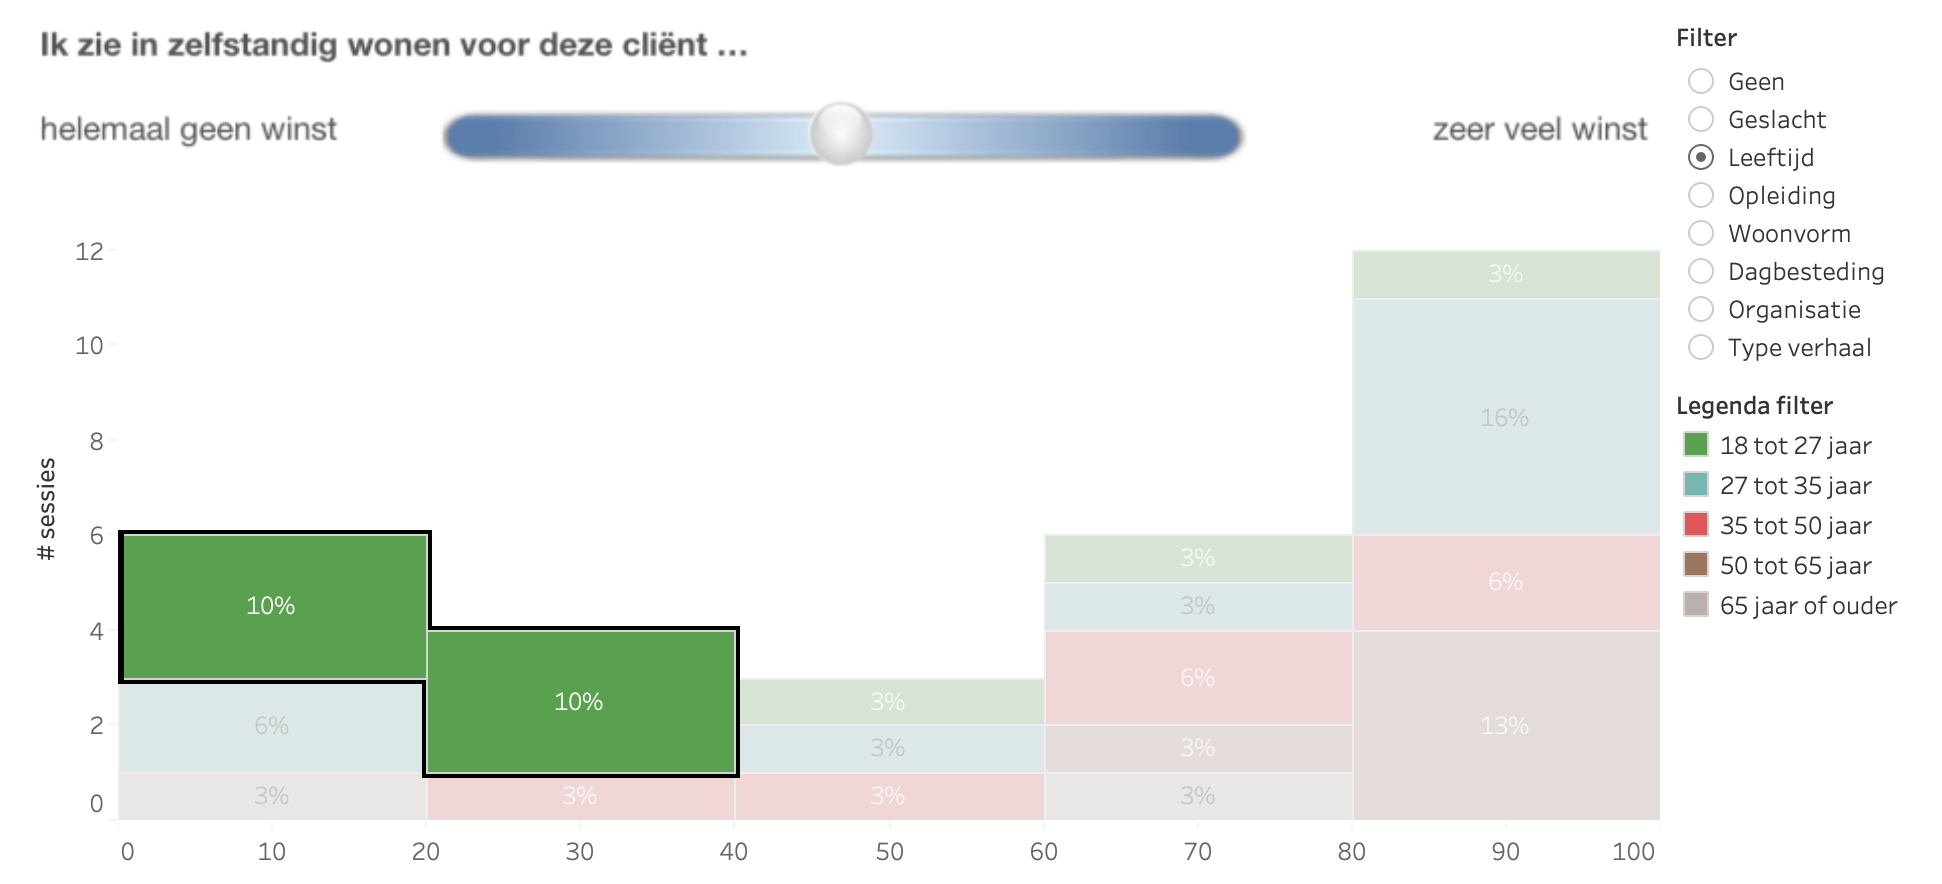 Ik zie in zelfstandig wonen voor deze cliënt ...
helemaal geen winst
zeer veel winst
Filter
Geen
Geslacht
Leeftijd
Opleiding
Woonvorm
Dagbesteding
Organisatie
Type verhaal
Legenda filter
18 tot 27 jaar
27 tot 35 jaar
35 tot 50 jaar
50 tot 65 jaar
65 jaar of ouder
# sessies
12
10
8
6
4
2
0
10%
6%
3%
10%
3%
3%
3%
3%
3%
3%
6%
3%
3%
3%
16%
6%
13%
0 10 20 30 40 50 60 70 80 90 100